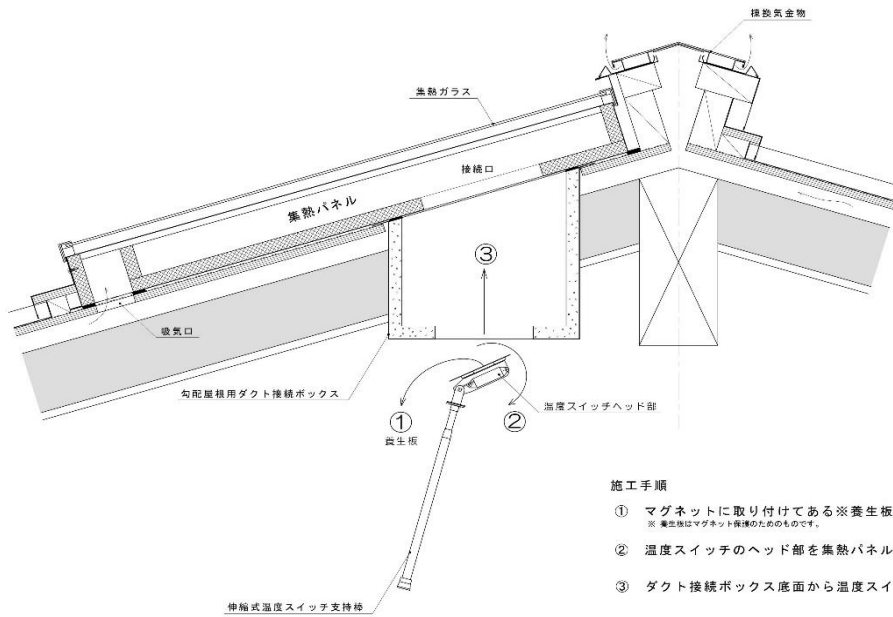 棟換気金物
集熱ガラス
接続口
集熱パネル
③
吸気口
勾配屋根用ダクト接続ボックス
①
養生板
②
温度スイッチヘッド部
伸縮式温度スイッチ支持棒
施工手順
① マグネットに取り付けてある※養生板
※ 養生板はマグネット保護のためのものです。
② 温度スイッチのヘッド部を集熱パネル
③ ダクト接続ボックス底面から温度スイ